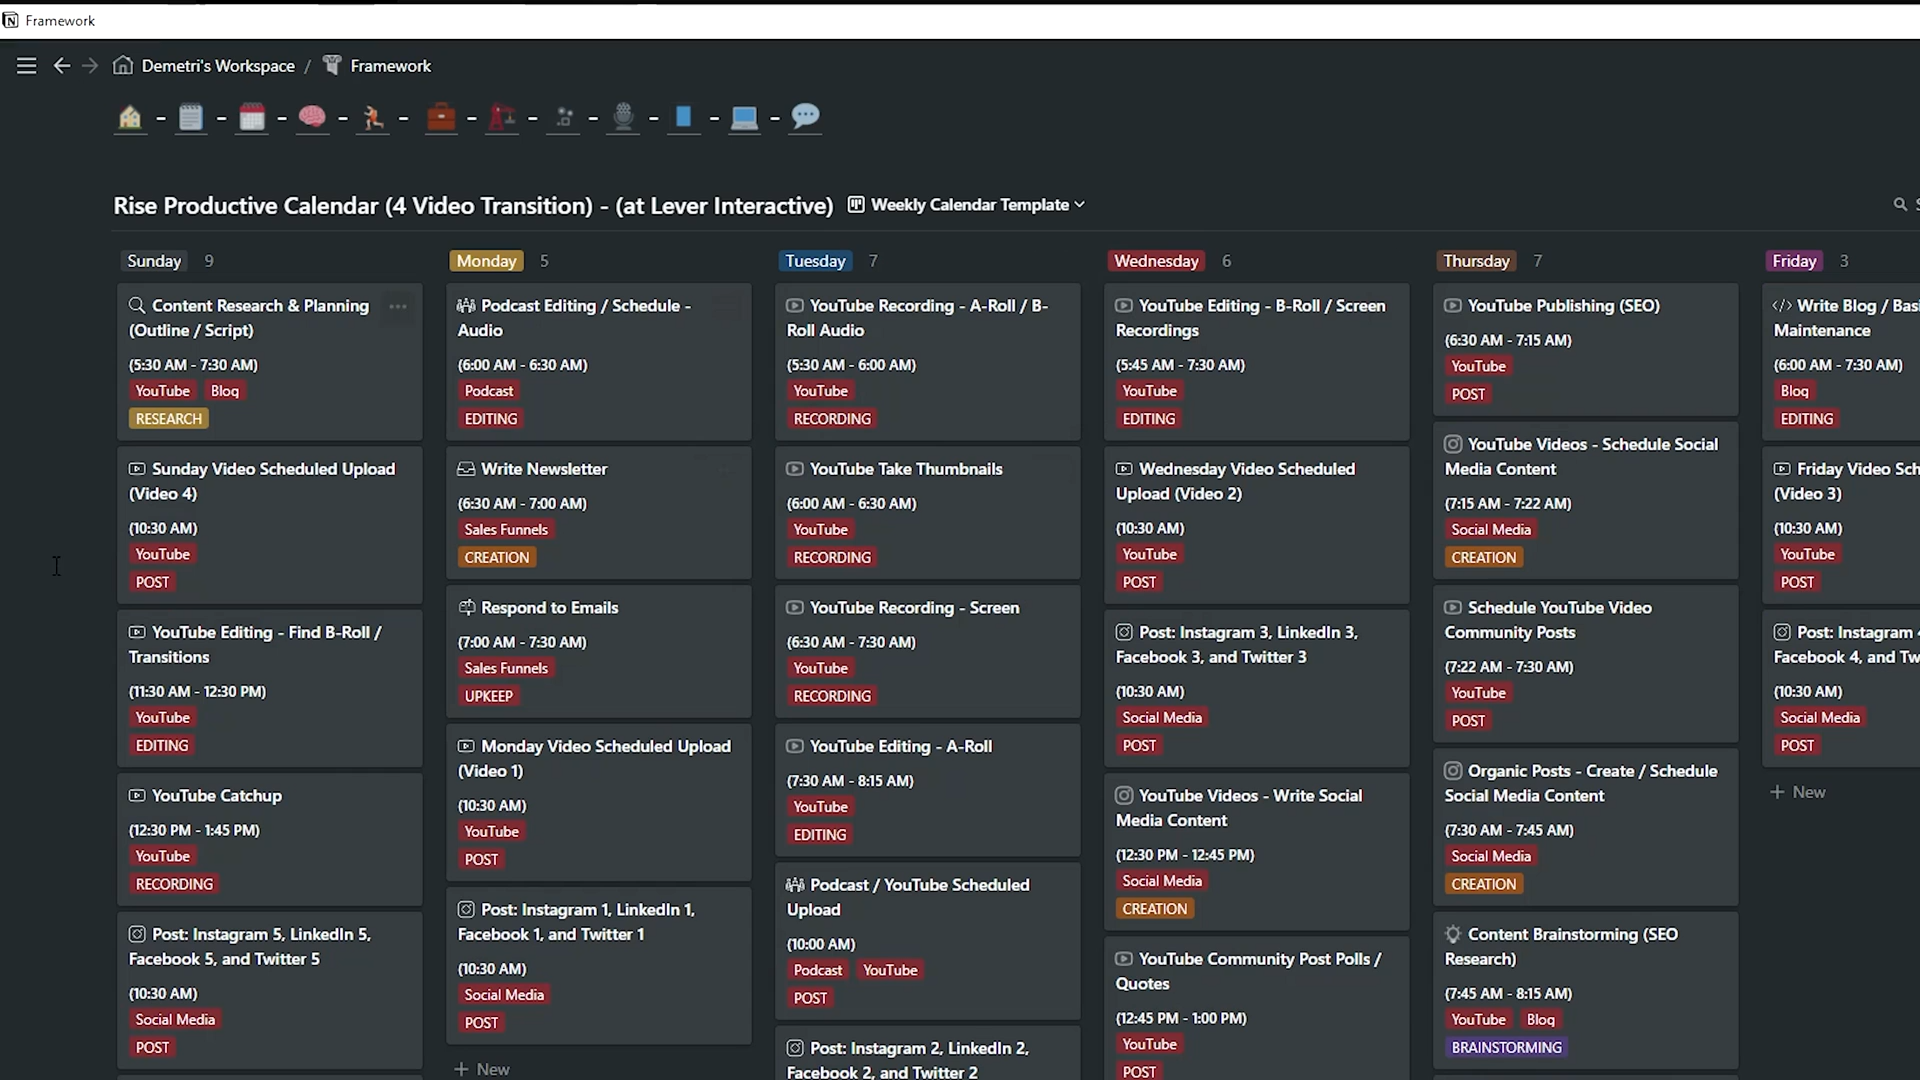 Framework
Demetri's Workspace / Framework
Rise Productive Calendar (4 Video Transition) - (at Lever Interactive) Weekly Calendar Template
Sunday 9
Content Research & Planning
(Outline / Script)
(5:30 AM - 7:30 AM)
YouTube Blog
RESEARCH
Sunday Video Scheduled Upload
(Video 4)
(10:30 AM)
YouTube
POST
YouTube Editing - Find B-Roll /
Transitions
(11:30 AM - 12:30 PM)
YouTube
EDITING
YouTube Catchup
(12:30 PM - 1:45 PM)
YouTube
RECORDING
Post: Instagram 5, LinkedIn 5,
Facebook 5, and Twitter 5
(10:30 AM)
Social Media
POST
Monday 5
Podcast Editing / Schedule -
Audio
(6:00 AM - 6:30 AM)
Podcast
EDITING
Write Newsletter
(6:30 AM - 7:00 AM)
Sales Funnels
CREATION
Respond to Emails
(7:00 AM - 7:30 AM)
Sales Funnels
UPKEEP
Monday Video Scheduled Upload
(Video 1)
(10:30 AM)
YouTube
POST
Post: Instagram 1, LinkedIn 1,
Facebook 1, and Twitter 1
(10:30 AM)
Social Media
POST
+ New
Tuesday 7
YouTube Recording - A-Roll / B-
Roll Audio
(5:30 AM - 6:00 AM)
YouTube
RECORDING
YouTube Take Thumbnails
(6:00 AM - 6:30 AM)
YouTube
RECORDING
YouTube Recording - Screen
(6:30 AM - 7:30 AM)
YouTube
RECORDING
YouTube Editing - A-Roll
(7:30 AM - 8:15 AM)
YouTube
EDITING
Podcast / YouTube Scheduled
Upload
(10:00 AM)
Podcast YouTube
POST
Post: Instagram 2, LinkedIn 2,
Facebook 2, and Twitter 2
Wednesday 6
YouTube Editing - B-Roll / Screen
Recordings
(5:45 AM - 7:30 AM)
YouTube
EDITING
Wednesday Video Scheduled
Upload (Video 2)
(10:30 AM)
YouTube
POST
Post: Instagram 3, LinkedIn 3,
Facebook 3, and Twitter 3
(10:30 AM)
Social Media
POST
YouTube Videos - Write Social
Media Content
(12:30 PM - 12:45 PM)
Social Media
CREATION
YouTube Community Post Polls /
Quotes
(12:45 PM - 1:00 PM)
YouTube
POST
Thursday 7
YouTube Publishing (SEO)
(6:30 AM - 7:15 AM)
YouTube
POST
YouTube Videos - Schedule Social
Media Content
(7:15 AM - 7:22 AM)
Social Media
CREATION
Schedule YouTube Video
Community Posts
(7:22 AM - 7:30 AM)
YouTube
POST
Organic Posts - Create / Schedule
Social Media Content
(7:30 AM - 7:45 AM)
Social Media
CREATION
Content Brainstorming (SEO
Research)
(7:45 AM - 8:15 AM)
YouTube Blog
BRAINSTORMING
Friday 3
Write Blog /
Maintenance
(6:00 AM - 7:30 AM)
Blog
EDITING
Friday Video
(Video 3)
(10:30 AM)
YouTube
POST
Post: Instagram
Facebook 4, and
(10:30 AM)
Social Media
POST
+ New